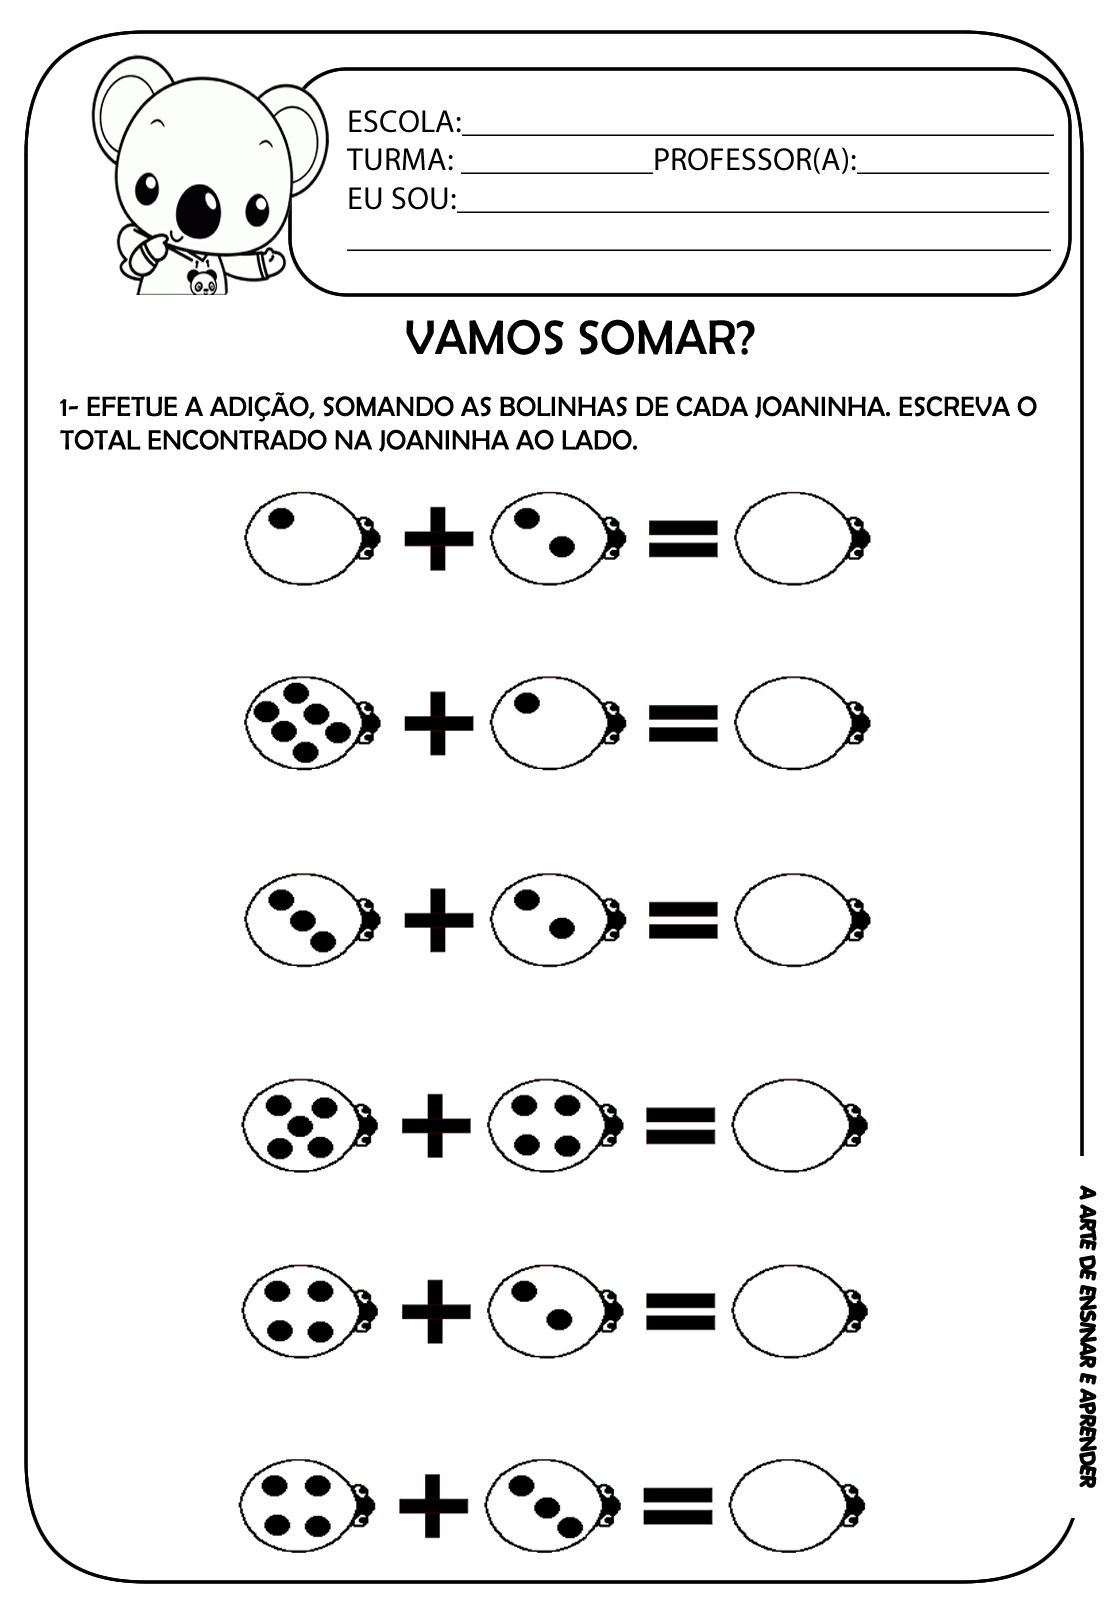 ESCOLA:
TURMA: PROFESSOR(A):
EU SOU:
VAMOS SOMAR?
1- EFETUE A ADIÇÃO, SOMANDO AS BOLINHAS DE CADA JOANINHA. ESCREVA O
TOTAL ENCONTRADO NA JOANINHA AO LADO.
+ =
+ =
+ =
+ =
+ =
+ =
A ARTE DE ENSINAR E APRENDER